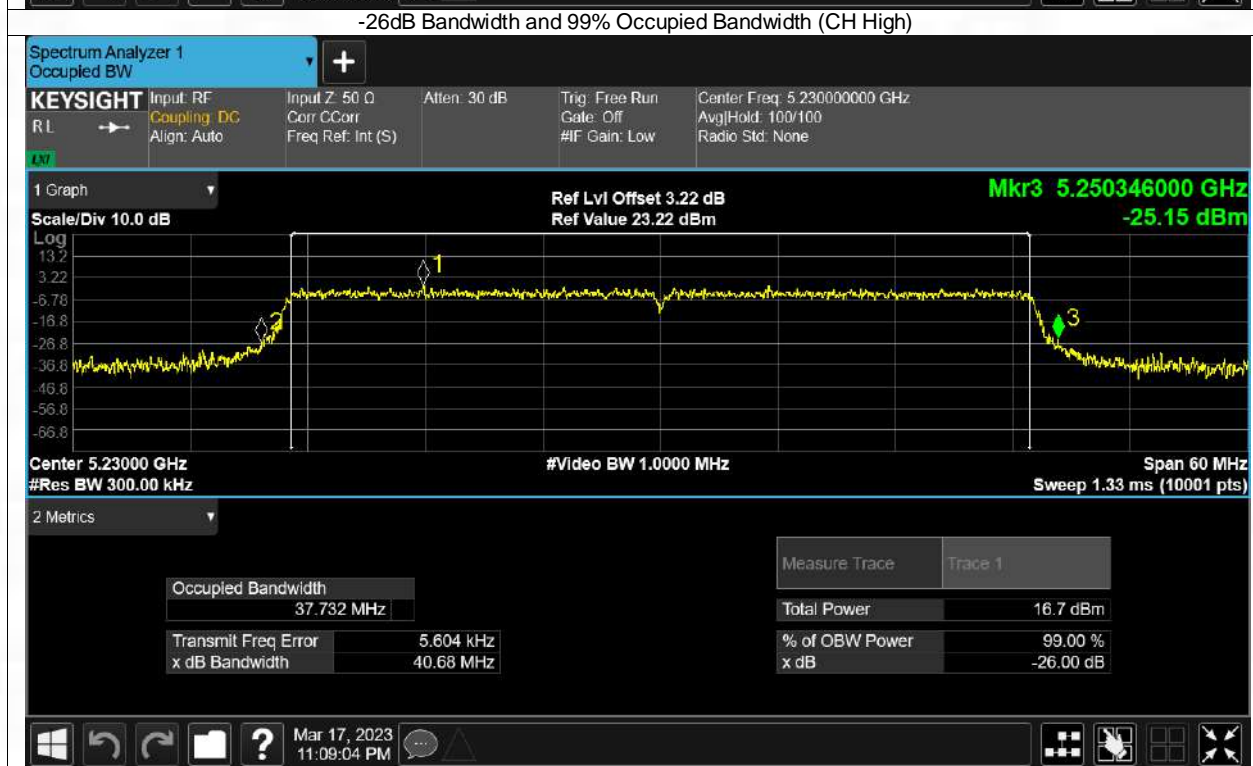 -26dB Bandwidth and 99% Occupied Bandwidth (CH High)
Spectrum Analyzer 1
Occupied BW
+
KEYSIGHT
RL
LXI
Input: RF
Coupling: DC
Align: Auto
Input Z: 50 Ω
Corr CCorr
Freq Ref: Int (S)
Atten: 30 dB
Trig: Free Run
Gate: Off
#IF Gain: Low
Center Freq: 5.230000000 GHz
Avg|Hold: 100/100
Radio Std: None
1 Graph
Scale/Div 10.0 dB
Ref Lvl Offset 3.22 dB
Ref Value 23.22 dBm
Mkr3 5.250346000 GHz
-25.15 dBm
Log
13.2
3.22
-6.78
-16.8
-26.8
-36.8
-46.8
-56.8
-66.8
1
2
3
Center 5.23000 GHz
#Res BW 300.00 kHz
#Video BW 1.0000 MHz
Span 60 MHz
Sweep 1.33 ms (10001 pts)
2 Metrics
Occupied Bandwidth
37.732 MHz
Transmit Freq Error 5.604 kHz
x dB Bandwidth 40.68 MHz
Measure Trace Trace 1
Total Power 16.7 dBm
% of OBW Power 99.00 %
x dB -26.00 dB
?
Mar 17, 2023
11:09:04 PM